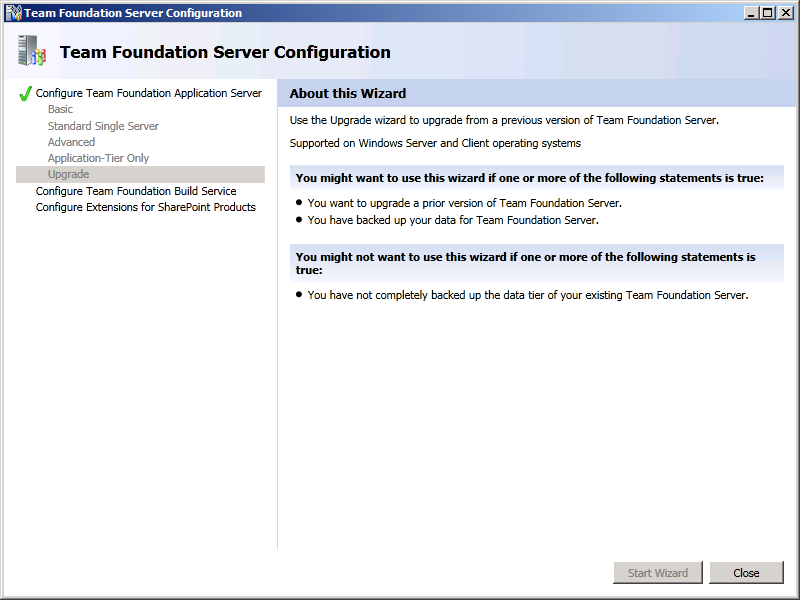 Team Foundation Server Configuration
Team Foundation Server Configuration
Configure Team Foundation Application Server
Basic
Standard Single Server
Advanced
Application-Tier Only
Upgrade
Configure Team Foundation Build Service
Configure Extensions for SharePoint Products
About this Wizard
Use the Upgrade wizard to upgrade from a previous version of Team Foundation Server.
Supported on Windows Server and Client operating systems
You might want to use this wizard if one or more of the following statements is true:
• You want to upgrade a prior version of Team Foundation Server.
• You have backed up your data for Team Foundation Server.
You might not want to use this wizard if one or more of the following statements is
true:
• You have not completely backed up the data tier of your existing Team Foundation Server.
Start Wizard
Close